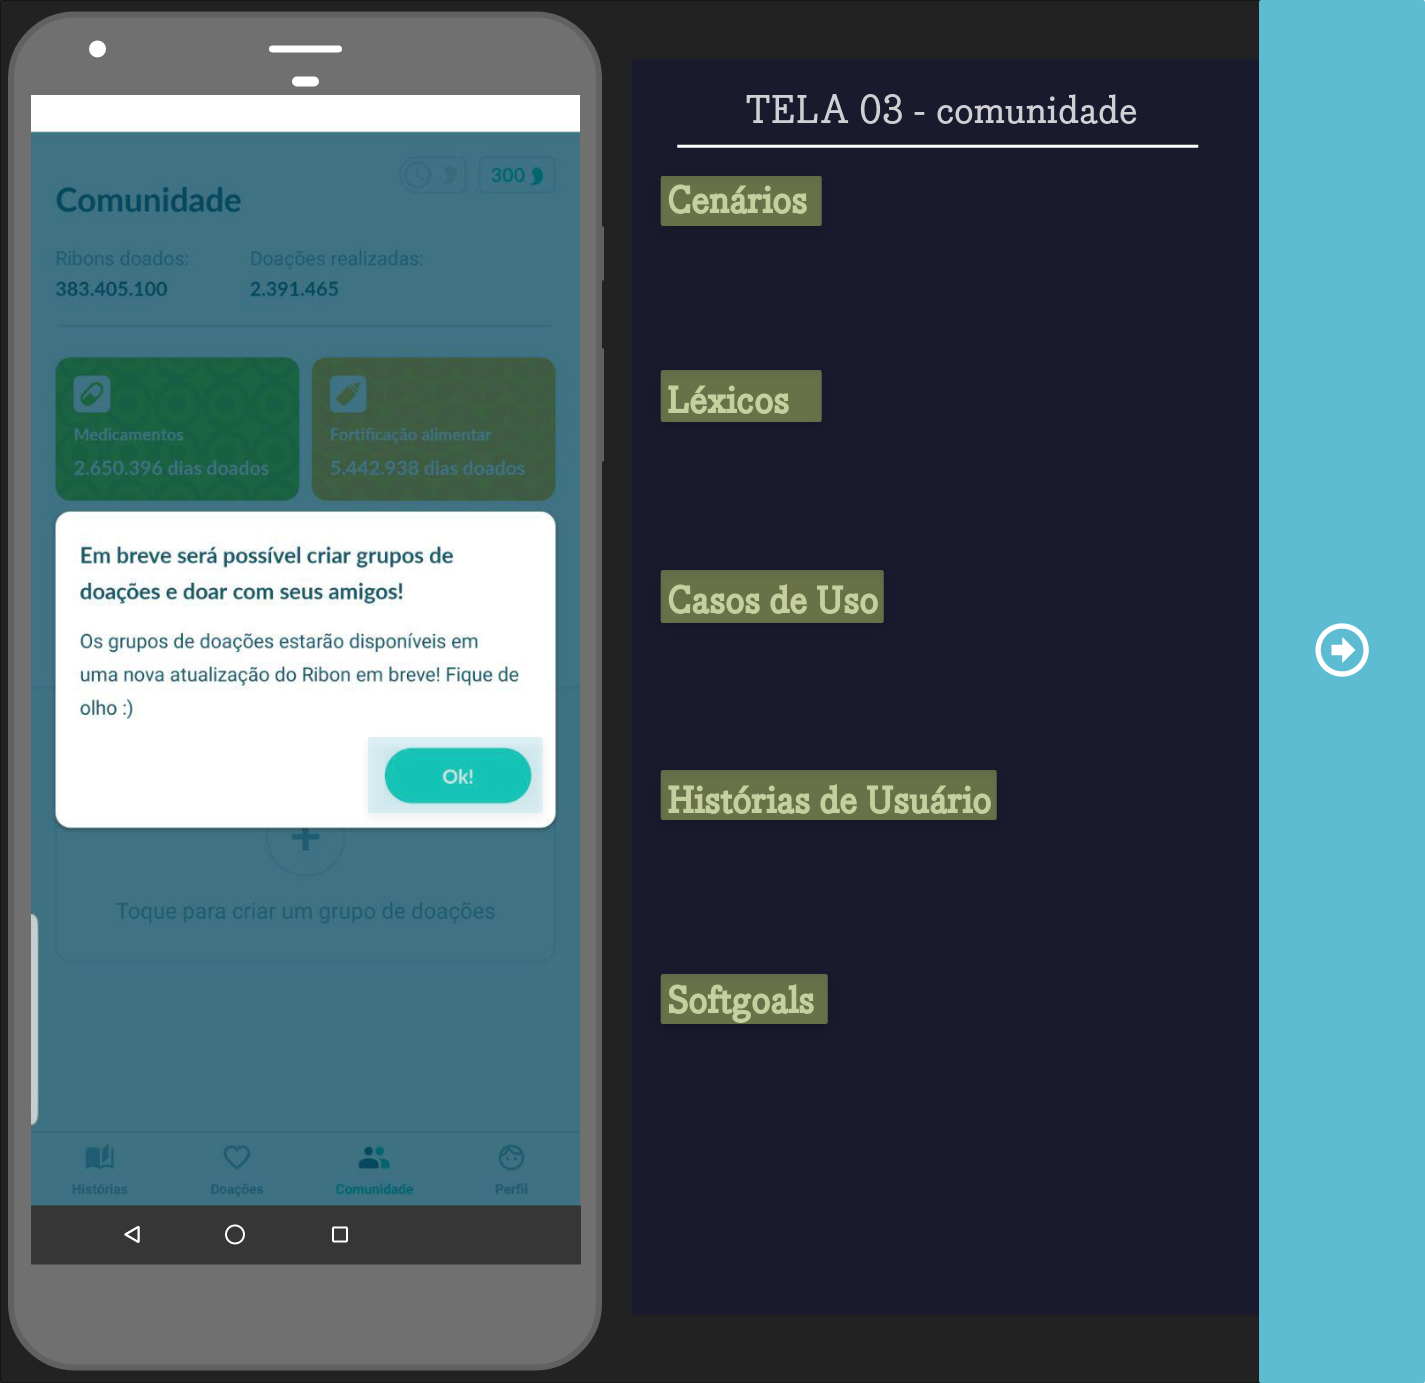 300
Comunidade
Ribons doados:
Doações realizadas:
383.405.100
2.391.465
Medicamentos
2.650.396 dias doados
Fortificação alimentar
5.442.938 dias doados
Em breve será possível criar grupos de
doações e doar com seus amigos!
Os grupos de doações estarão disponíveis em
uma nova atualização do Ribon em breve! Fique de
olho :)
Ok!
Toque para criar um grupo de doações
Histórias
Doações
Comunidade
Perfil
TELA 03 - comunidade
Cenários
Léxicos
Casos de Uso
Histórias de Usuário
Softgoals